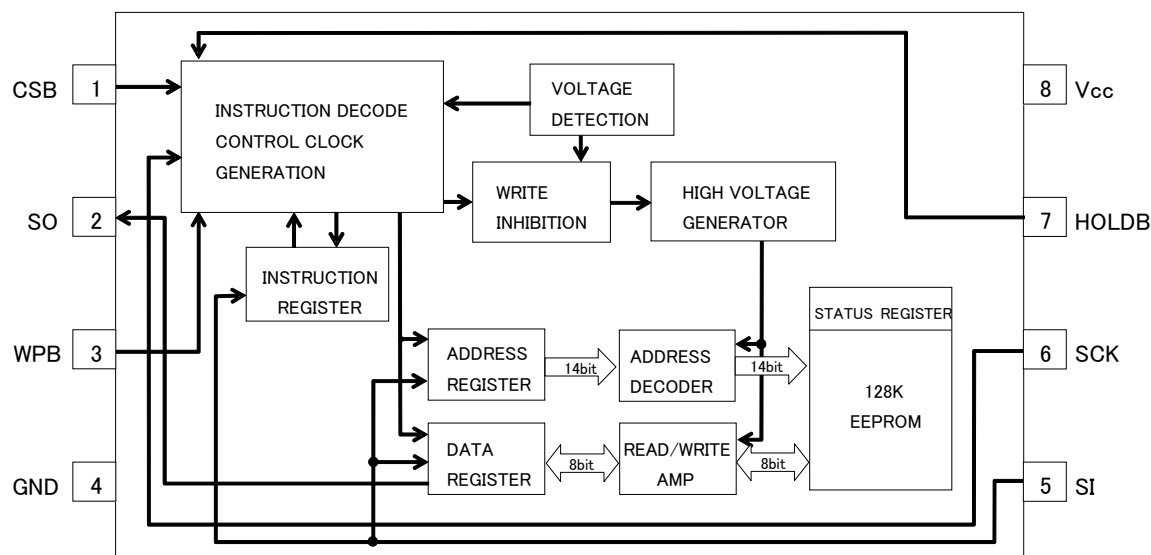 CSB
1
SO
2
WPB
3
GND
4
INSTRUCTION DECODE
CONTROL CLOCK
GENERATION
VOLTAGE
DETECTION
WRITE
INHIBITION
HIGH VOLTAGE
GENERATOR
INSTRUCTION
REGISTER
ADDRESS
REGISTER
14bit
ADDRESS
DECODER
14bit
STATUS REGISTER
128K
EEPROM
DATA
REGISTER
8bit
READ/WRITE
AMP
8bit
8
Vcc
7
HOLDB
6
SCK
5
SI